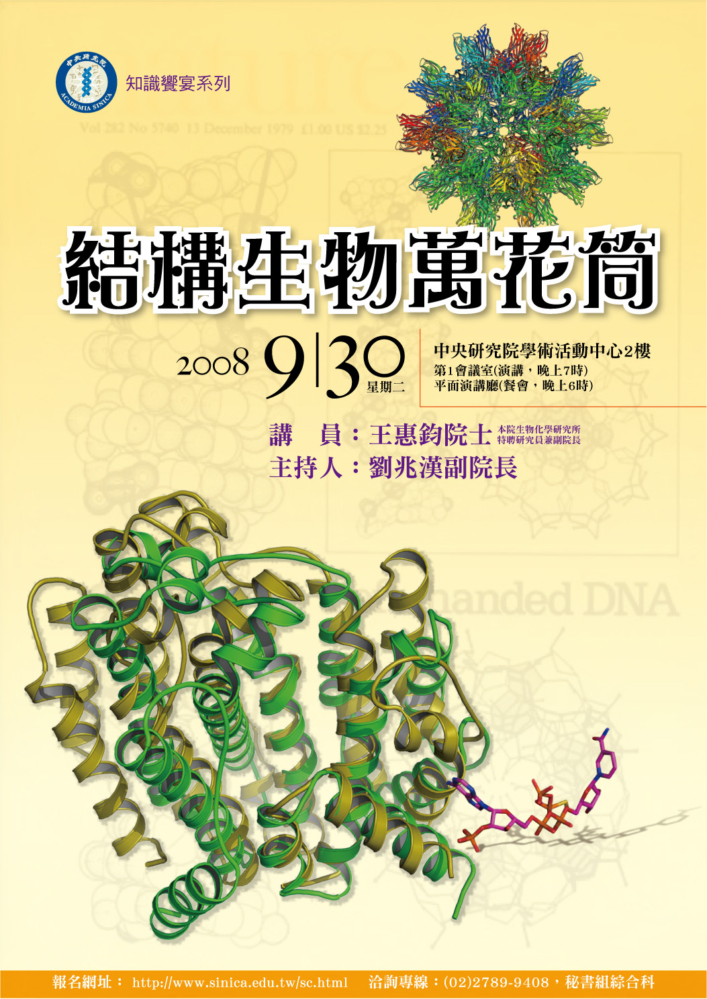 中央研究院
ACADEMIA SINICA
知識饗宴系列
Vol 282 No 5740 13 December 1979 £1.00 US $2.25
結構生物萬花筒
2008 9|30
星期二
中央研究院學術活動中心2樓
第1會議室(演講，晚上7時)
平面演講廳(餐會，晚上6時)
講 員：王惠鈞院士
本院生物化學研究所
特聘研究員兼副院長
主持人：劉兆漢副院長
handed DNA
報名網址： http://www.sinica.edu.tw/sc.html 洽詢專線：(02)2789-9408，秘書組綜合科